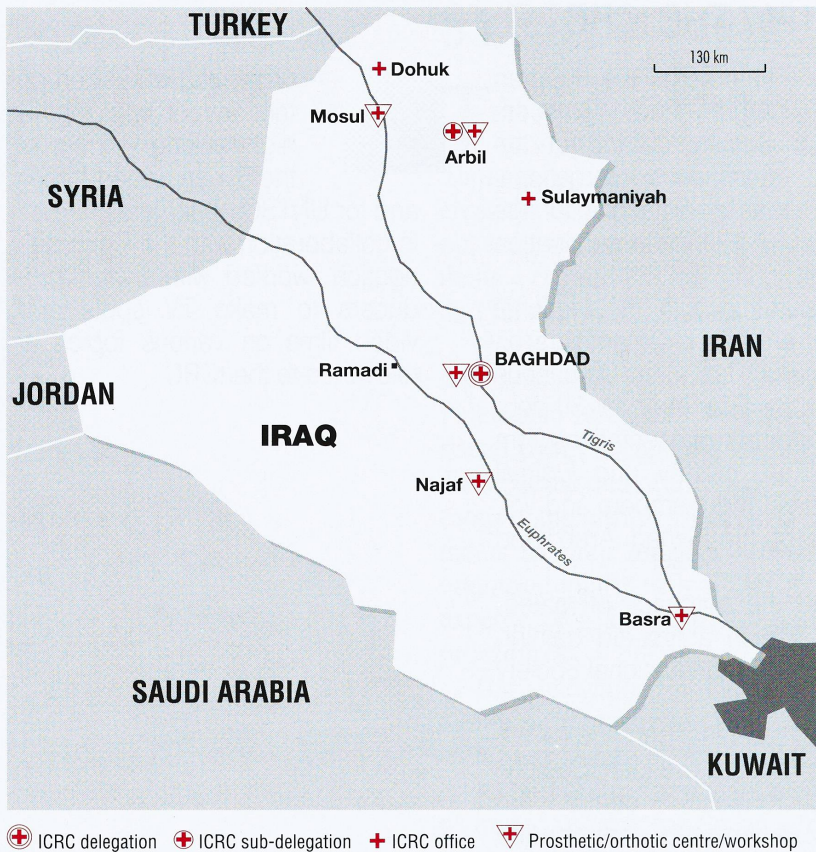 TURKEY
130 km
Dohuk
Mosul
Arbil
SYRIA
Sulaymaniyah
IRAN
BAGHDAD
Ramadi
JORDAN
IRAQ
Tigris
Najaf
Euphrates
Basra
SAUDI ARABIA
KUWAIT
ICRC delegation ICRC sub-delegation ICRC office Prosthetic/orthotic centre/workshop